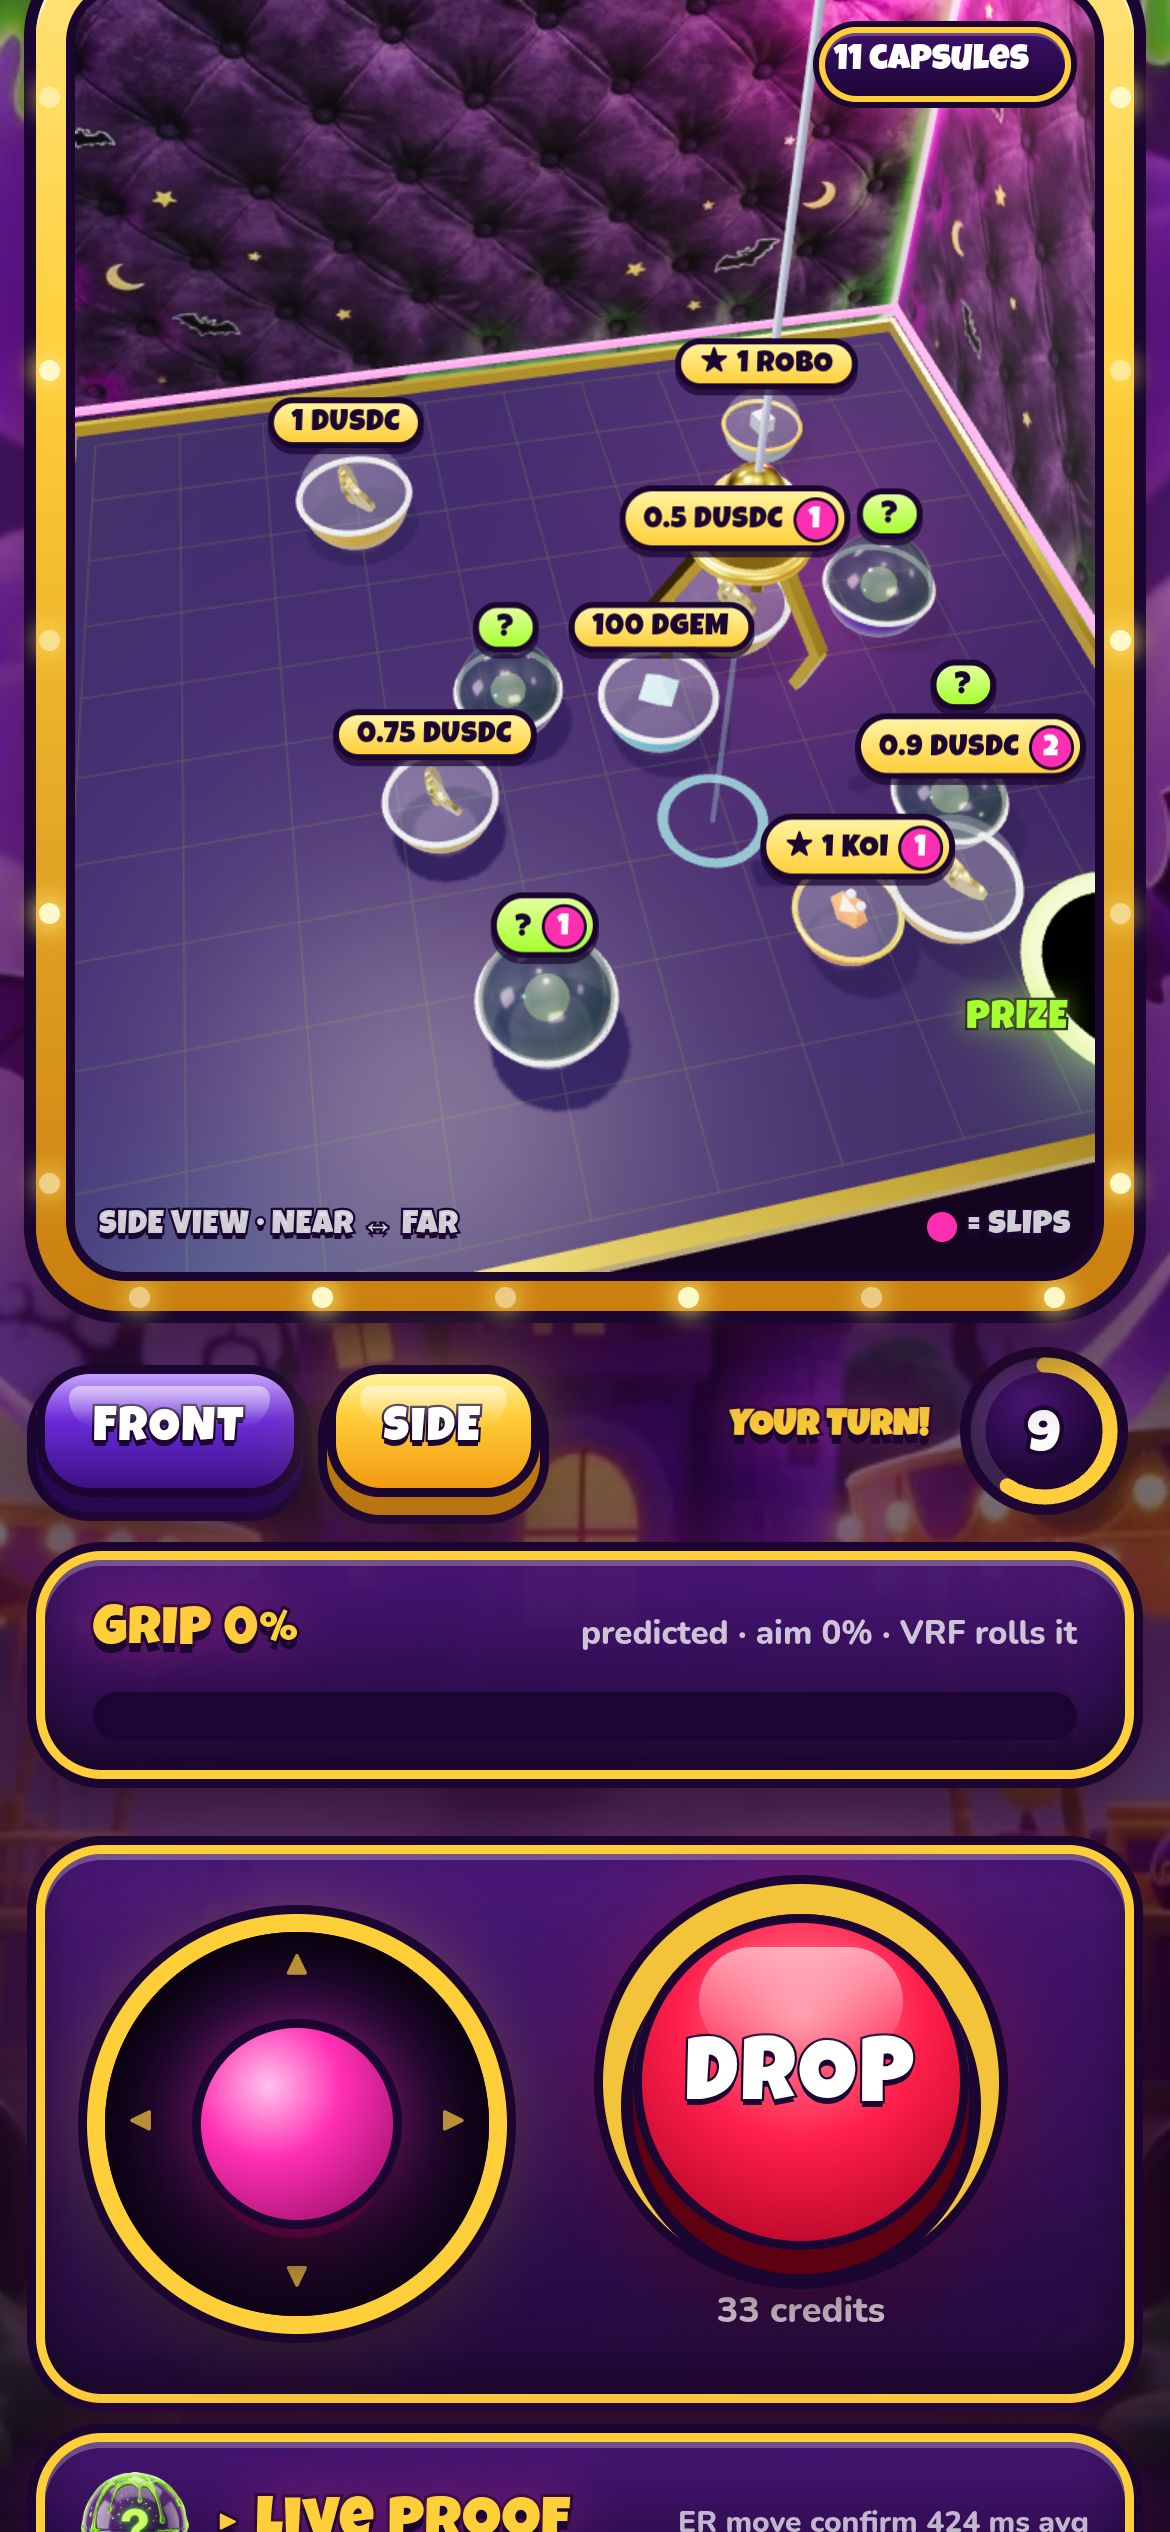 11 CAPSULES
★ 1 ROBO
1 DUSDC
0.5 DUSDC 1
?
?
100 DGEM
?
0.75 DUSDC
0.9 DUSDC 2
★ 1 KOI 1
? 1
PRIZE
SIDE VIEW · NEAR ⇔ FAR
= SLIPS
FRONT
SIDE
YOUR TURN!
9
GRIP 0%
predicted · aim 0% · VRF rolls it
DROP
33 credits
?
▸ LIVE PROOF
ER move confirm 424 ms avg